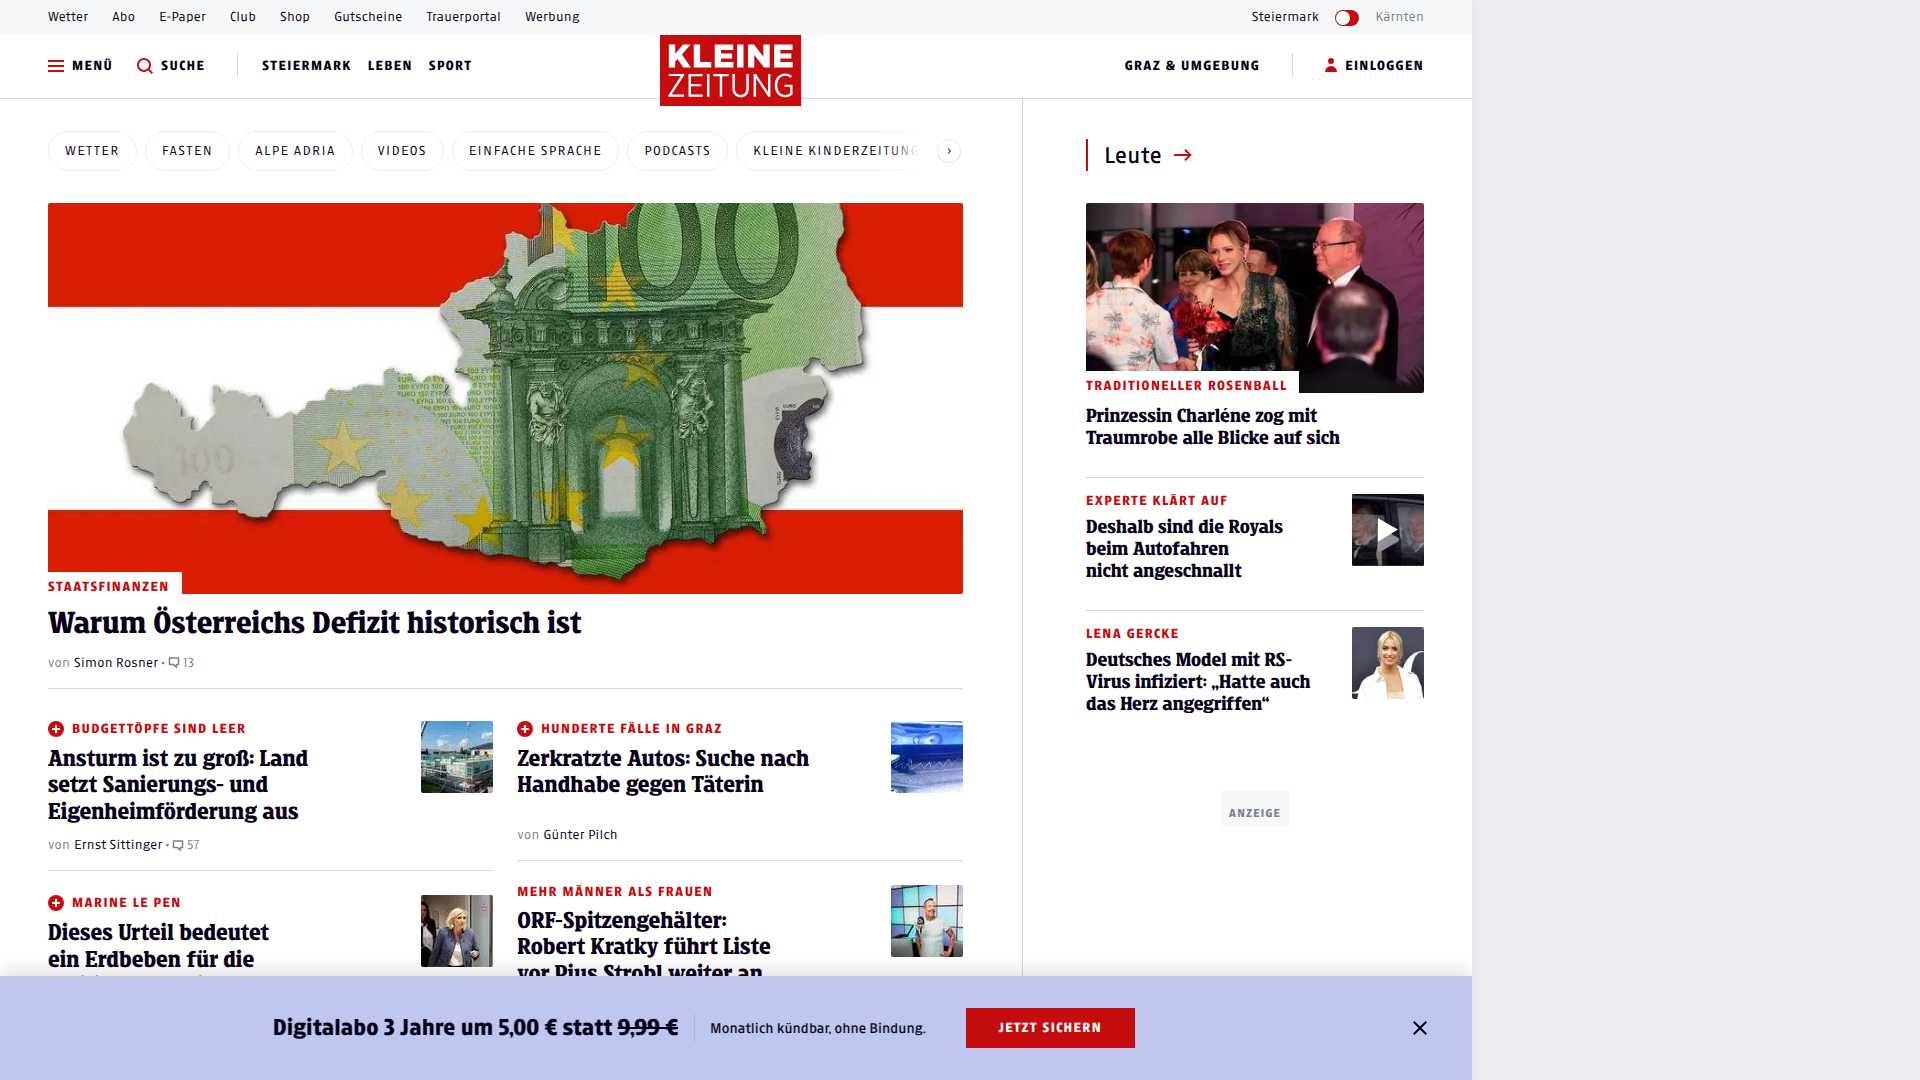 Wetter Abo E-Paper Club Shop Gutscheine Trauerportal Werbung Steiermark Kärnten
MENÜ SUCHE STEIERMARK LEBEN SPORT KLEINE ZEITUNG GRAZ & UMGEBUNG EINLOGGEN
WETTER FASTEN ALPE ADRIA VIDEOS EINFACHE SPRACHE PODCASTS KLEINE KINDERZEITUNG
100
100
STAATSFINANZEN
Warum Österreichs Defizit historisch ist
von Simon Rosner • 13
BUDGETTÖPFE SIND LEER
Ansturm ist zu groß: Land
setzt Sanierungs- und
Eigenheimförderung aus
von Ernst Sittinger • 57
MARINE LE PEN
Dieses Urteil bedeutet
ein Erdbeben für die
HUNDERTE FÄLLE IN GRAZ
Zerkratzte Autos: Suche nach
Handhabe gegen Täterin
von Günter Pilch
MEHR MÄNNER ALS FRAUEN
ORF-Spitzengehälter:
Robert Kratky führt Liste
vor Pius Strobl weiter an
Leute
TRADITIONELLER ROSENBALL
Prinzessin Charléne zog mit
Traumrobe alle Blicke auf sich
EXPERTE KLÄRT AUF
Deshalb sind die Royals
beim Autofahren
nicht angeschnallt
LENA GERCKE
Deutsches Model mit RS-
Virus infiziert: „Hatte auch
das Herz angegriffen“
ANZEIGE
Digitalabo 3 Jahre um 5,00 € statt 9,99 € Monatlich kündbar, ohne Bindung. JETZT SICHERN